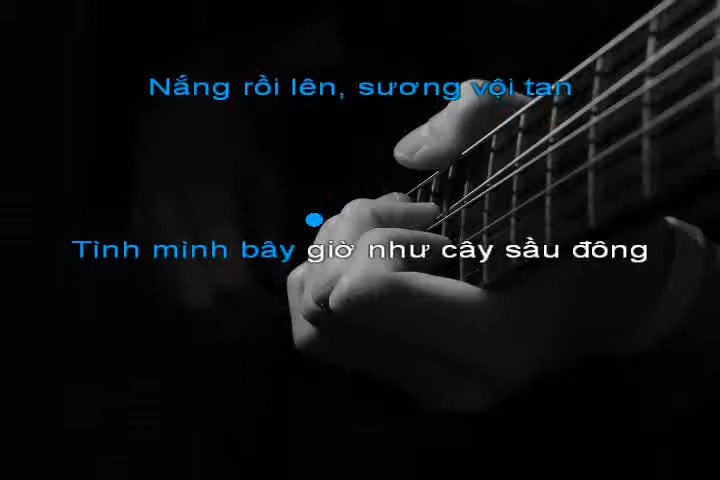 Nắng rồi lên, sương vội tan
Tình mình bây giờ như cây sầu đông